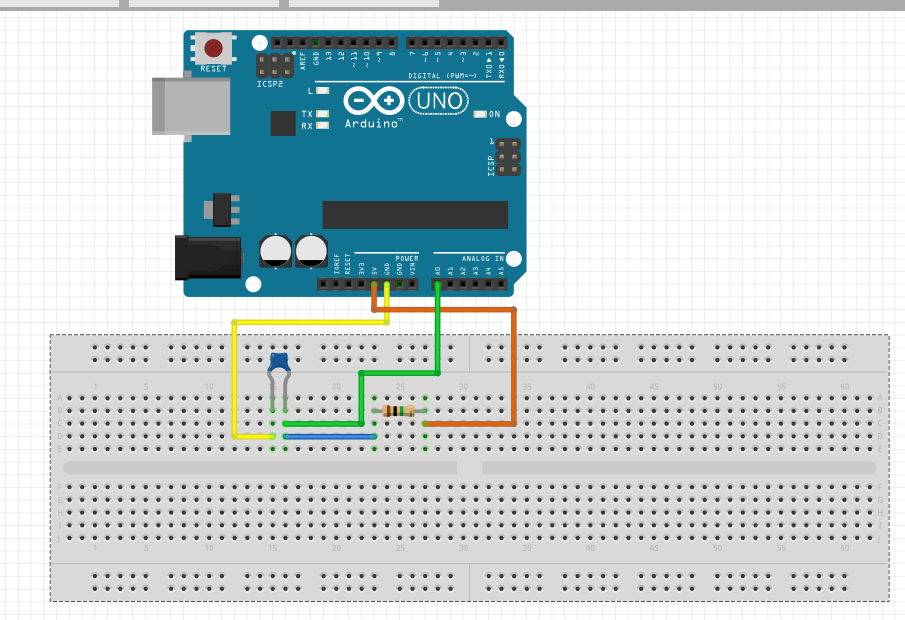 RESET
ICSP2
AREF
GND
13
12
~11
~10
~9
8
7
~6
~5
4
~3
2
TX0▶1
RX0◀0
DIGITAL (PWM=~)
L
TX
RX
Arduino™
UNO
ON
1
ICSP
POWER
ANALOG IN
IOREF
RESET
3V3
5V
GND
GND
VIN
A0
A1
A2
A3
A4
A5
1 5 10 15 20 25 30 35 40 45 50 55 60
A A
B B
C C
D D
E E
F F
G G
H H
I I
J J
1 5 10 15 20 25 30 35 40 45 50 55 60